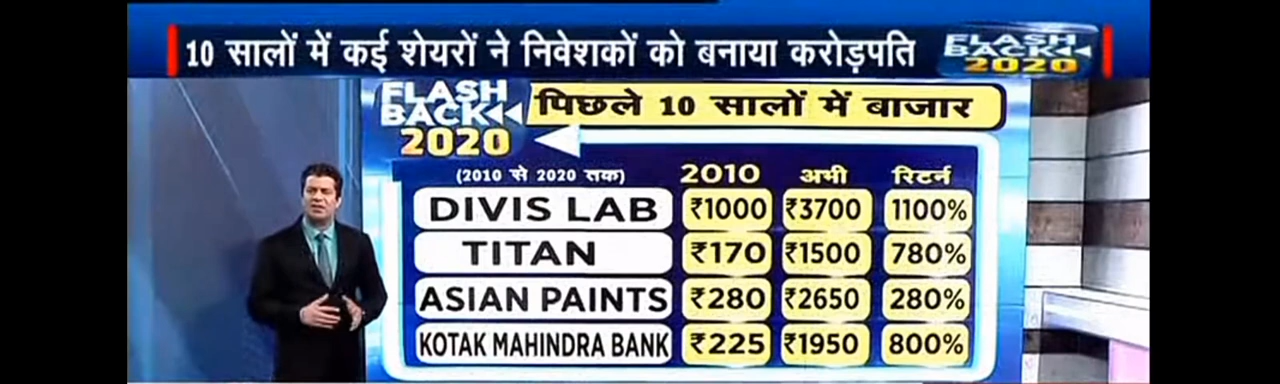 10 सालों में कई शेयरों ने निवेशकों को बनाया करोड़पति
FLASH
BACK
2020
FLASH
BACK
2020
पिछले 10 सालों में बाजार
(2010 से 2020 तक) 2010 अभी रिटर्न
DIVIS LAB ₹1000 ₹3700 1100%
TITAN ₹170 ₹1500 780%
ASIAN PAINTS ₹280 ₹2650 280%
KOTAK MAHINDRA BANK ₹225 ₹1950 800%